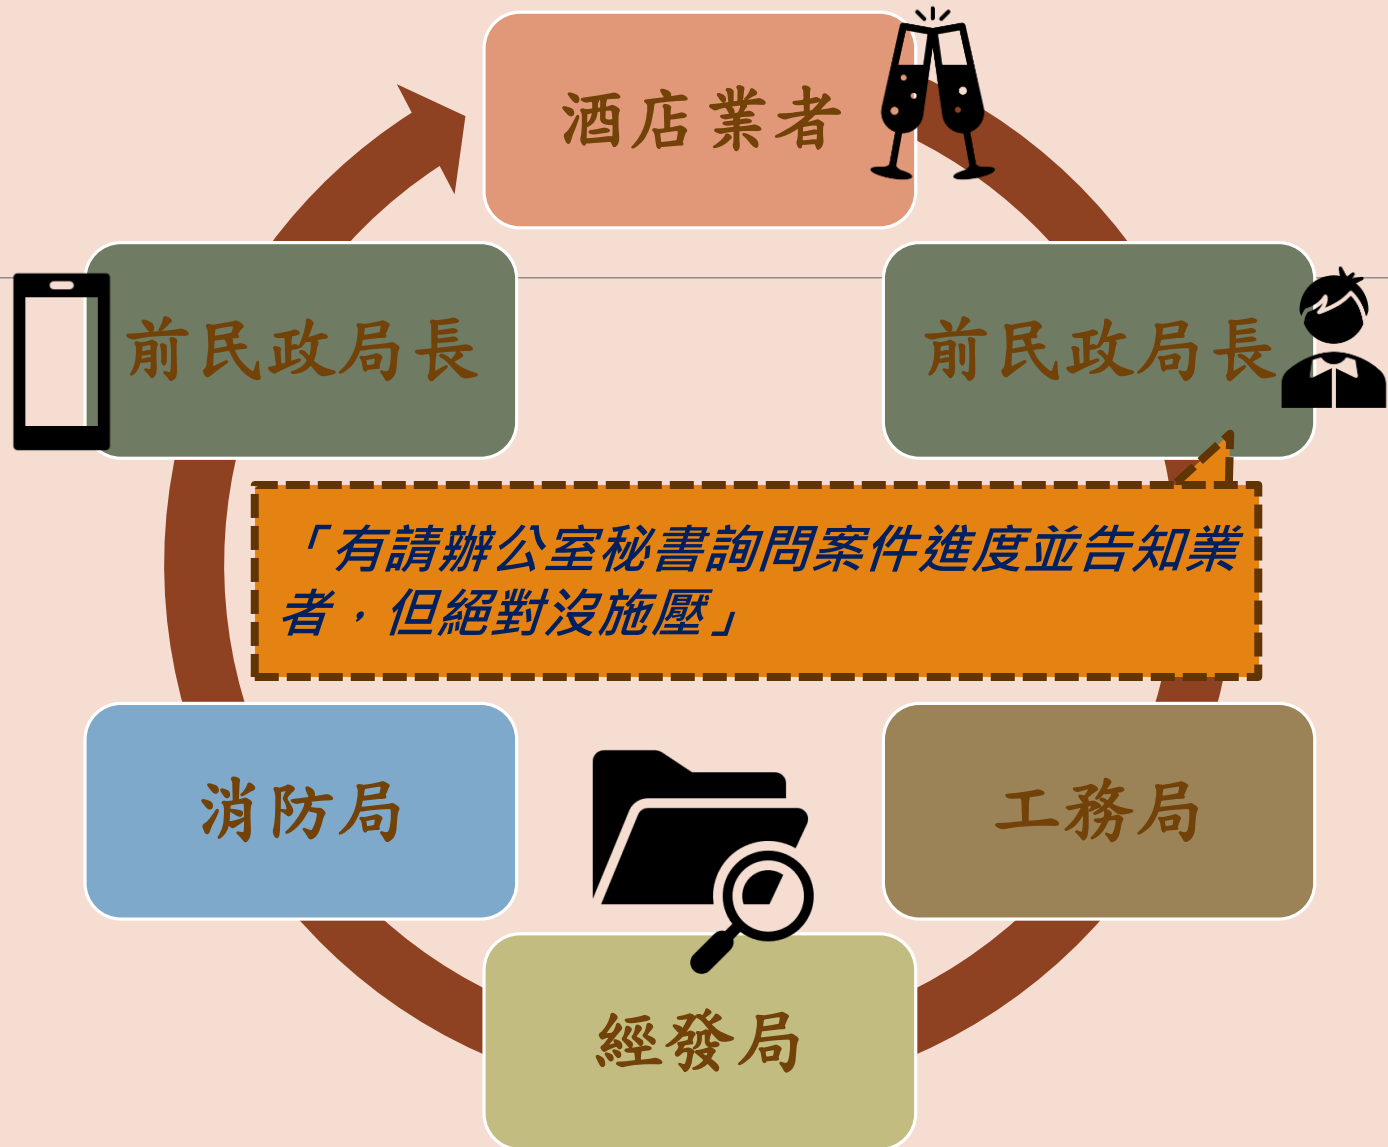 酒店業者
前民政局長
前民政局長
「有請辦公室秘書詢問案件進度並告知業
者，但絕對沒施壓」
消防局
工務局
經發局